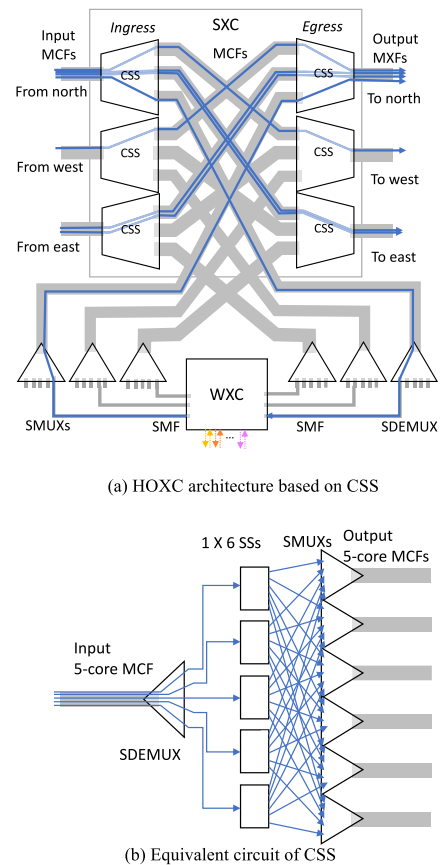 Ingress
SXC
Egress
Input
MCFs
MCFs
Output
MXFs
CSS
CSS
From north
To north
CSS
CSS
From west
To west
CSS
CSS
From east
To east
WXC
...
SMUXs
SMF
SMF
SDEMUX
(a) HOXC architecture based on CSS
1 X 6 SSs
SMUXs
Output
5-core MCFs
Input
5-core MCF
SDEMUX
(b) Equivalent circuit of CSS